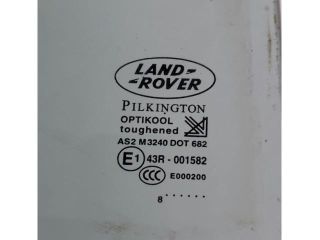 LAND-
ROVER
PILKINGTON
OPTIKOOL
toughened
AS2 M3240 DOT 682
E1 43R - 001582
CCC E000200
8 ......